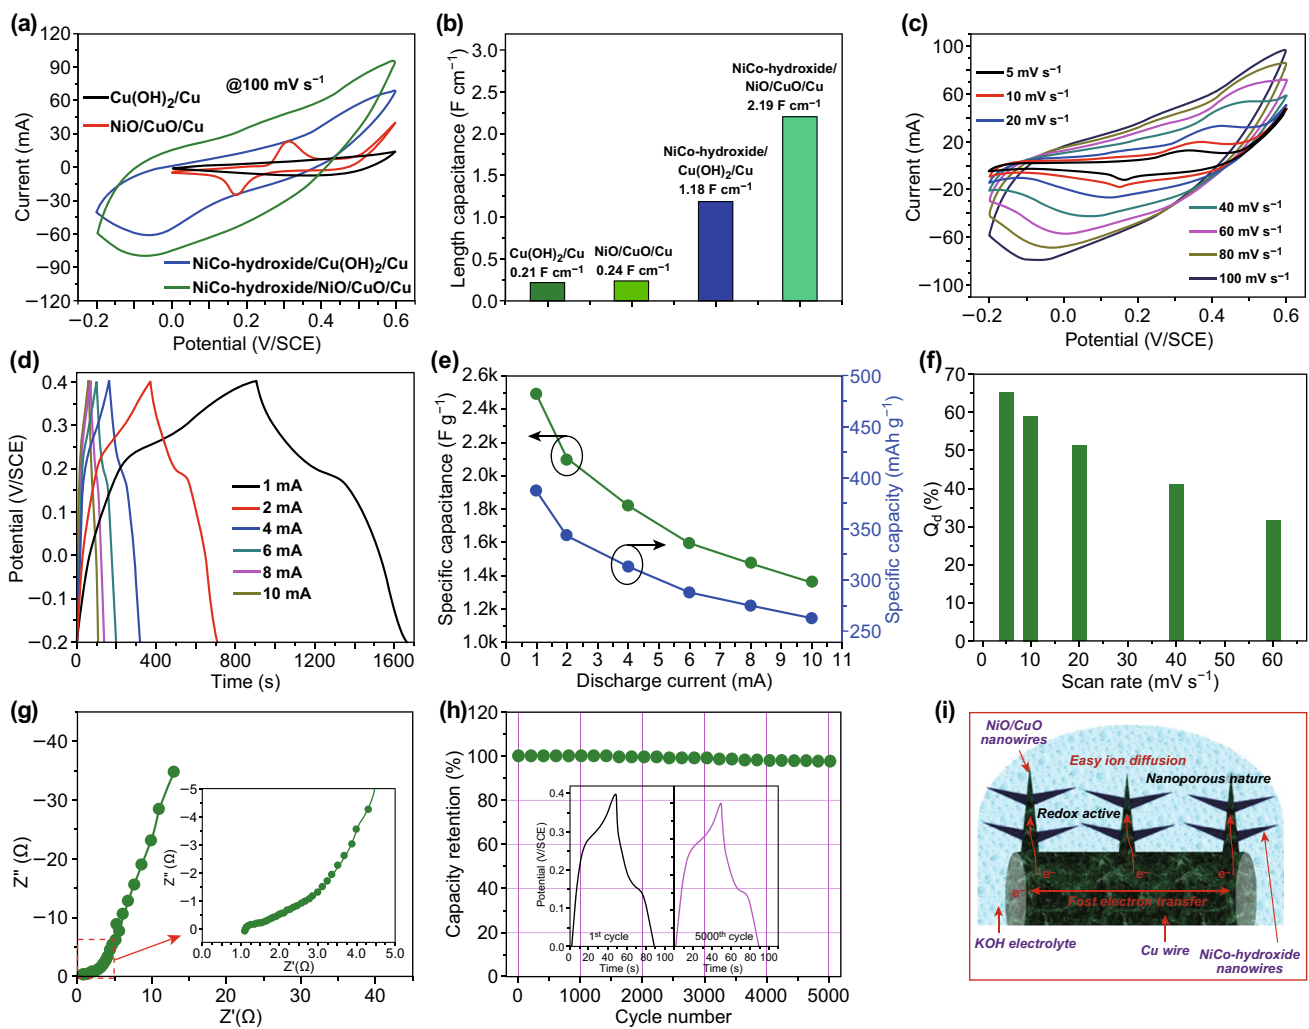 (a)
120
90
60
30
0
−30
−60
−90
−120
Current (mA)
@100 mV s⁻¹
Cu(OH)₂/Cu
NiO/CuO/Cu
NiCo-hydroxide/Cu(OH)₂/Cu
NiCo-hydroxide/NiO/CuO/Cu
−0.2 0.0 0.2 0.4 0.6
Potential (V/SCE)
(b)
3.0
2.5
2.0
1.5
1.0
0.5
0.0
Length capacitance (F cm⁻¹)
Cu(OH)₂/Cu
0.21 F cm⁻¹
NiO/CuO/Cu
0.24 F cm⁻¹
NiCo-hydroxide/
Cu(OH)₂/Cu
1.18 F cm⁻¹
NiCo-hydroxide/
NiO/CuO/Cu
2.19 F cm⁻¹
(c)
100
60
20
−20
−60
−100
Current (mA)
5 mV s⁻¹
10 mV s⁻¹
20 mV s⁻¹
40 mV s⁻¹
60 mV s⁻¹
80 mV s⁻¹
100 mV s⁻¹
−0.2 0.0 0.2 0.4 0.6
Potential (V/SCE)
(d)
0.4
0.3
0.2
0.1
0.0
−0.1
−0.2
Potential (V/SCE)
1 mA
2 mA
4 mA
6 mA
8 mA
10 mA
0 400 800 1200 1600
Time (s)
(e)
2.6k
2.4k
2.2k
2.0k
1.8k
1.6k
1.4k
1.2k
1.0k
Specific capacitance (F g⁻¹)
500
450
400
350
300
250
Specific capacity (mAh g⁻¹)
0 1 2 3 4 5 6 7 8 9 10 11
Discharge current (mA)
(f)
70
60
50
40
30
20
10
0
Q_d (%)
0 10 20 30 40 50 60
Scan rate (mV s⁻¹)
(g)
−40
−30
−20
−10
0
Z" (Ω)
−5
−4
−3
−2
−1
0
Z" (Ω)
0.0 1.0 2.0 3.0 4.0 5.0
Z'(Ω)
0 10 20 30 40
Z'(Ω)
(h)
120
100
80
60
40
20
0
Capacity retention (%)
0.4
0.3
0.2
0.1
0.0
Potential (V/SCE)
1ˢᵗ cycle
5000ᵗʰ cycle
0 20 40 60 80 100
20 40 60 80 100
Time (s)
Time (s)
0 1000 2000 3000 4000 5000
Cycle number
(i)
NiO/CuO
nanowires
Easy ion diffusion
Nanoporous nature
Redox active
e⁻ e⁻ e⁻
e⁻
Fost electron transfer
KOH electrolyte
Cu wire
NiCo-hydroxide
nanowires